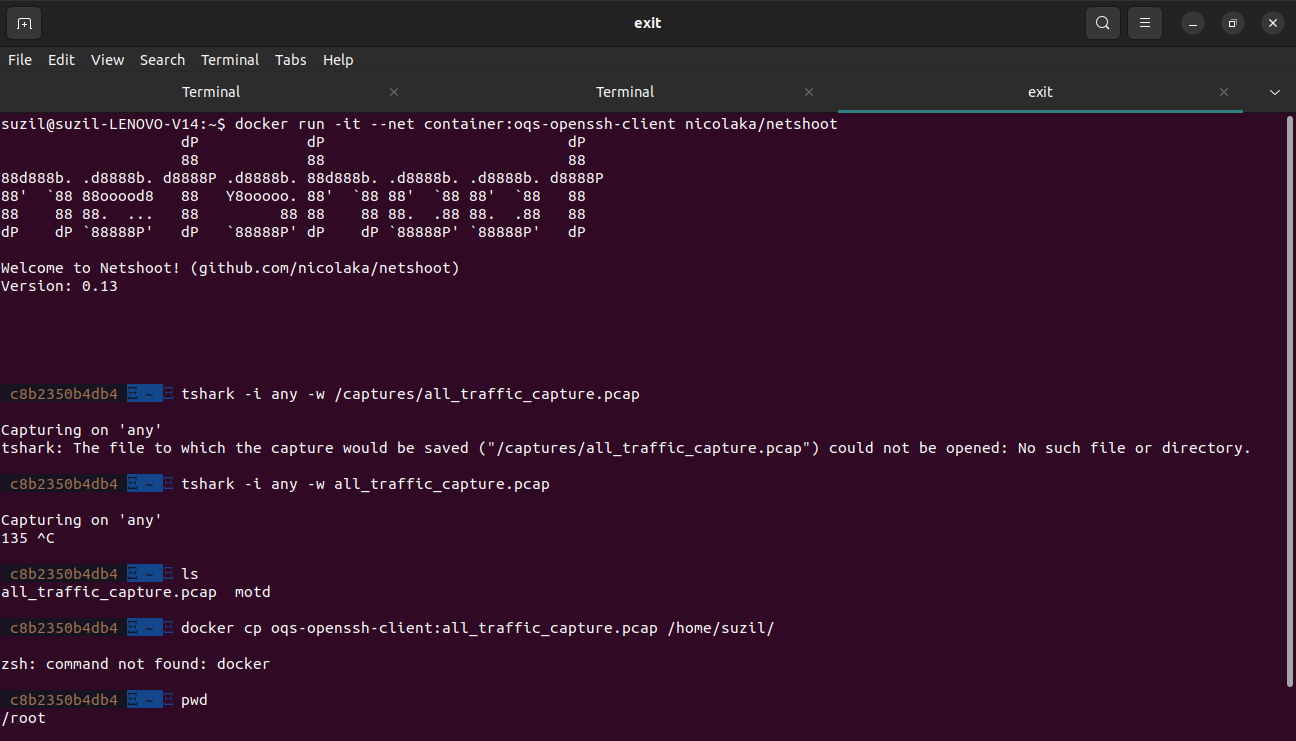 exit
File Edit View Search Terminal Tabs Help
Terminal Terminal exit
suzil@suzil-LENOVO-V14:~$ docker run -it --net container:oqs-openssh-client nicolaka/netshoot
                    dP            dP                           dP
                    88            88                           88
88d888b. .d8888b. d8888P .d8888b. 88d888b. .d8888b. .d8888b. d8888P
88'  `88 88ooood8   88   Y8ooooo. 88'  `88 88'  `88 88'  `88   88
88    88 88.  ...   88         88 88    88 88.  .88 88.  .88   88
dP    dP `88888P'   dP   `88888P' dP    dP `88888P' `88888P'   dP
Welcome to Netshoot! (github.com/nicolaka/netshoot)
Version: 0.13
c8b2350b4db4 ~ tshark -i any -w /captures/all_traffic_capture.pcap
Capturing on 'any'
tshark: The file to which the capture would be saved ("/captures/all_traffic_capture.pcap") could not be opened: No such file or directory.
c8b2350b4db4 ~ tshark -i any -w all_traffic_capture.pcap
Capturing on 'any'
135 ^C
c8b2350b4db4 ~ ls
all_traffic_capture.pcap  motd
c8b2350b4db4 ~ docker cp oqs-openssh-client:all_traffic_capture.pcap /home/suzil/
zsh: command not found: docker
c8b2350b4db4 ~ pwd
/root